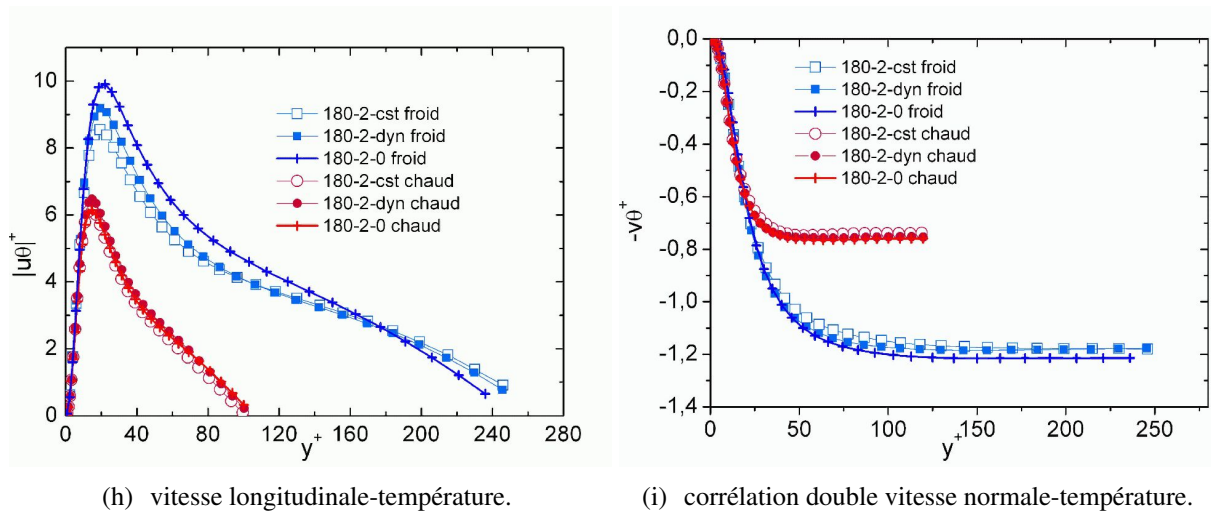 10
8
6
4
2
0
|uθ|⁺
0 40 80 120 160 200 240 280
y⁺
180-2-cst froid
180-2-dyn froid
180-2-0 froid
180-2-cst chaud
180-2-dyn chaud
180-2-0 chaud
(h) vitesse longitudinale-température.
0,0
-0,2
-0,4
-0,6
-0,8
-1,0
-1,2
-1,4
-vθ⁺
0 50 100 150 200 250
y⁺
180-2-cst froid
180-2-dyn froid
180-2-0 froid
180-2-cst chaud
180-2-dyn chaud
180-2-0 chaud
(i) corrélation double vitesse normale-température.